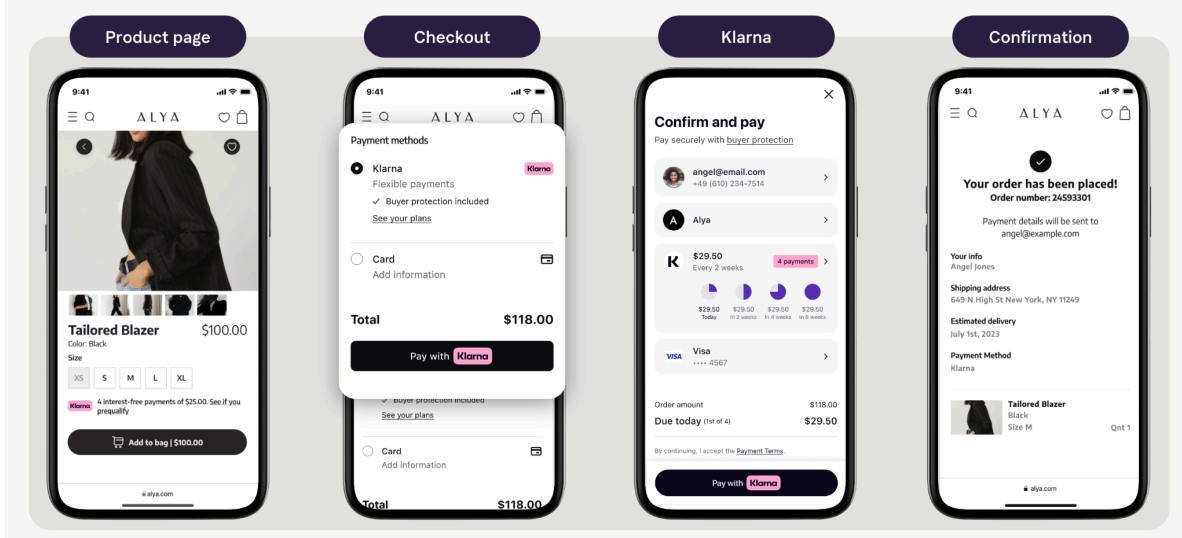 Product page
9:41
ALYA
Tailored Blazer $100.00
Color: Black
Size
XS S M L XL
Klarna 4 interest-free payments of $25.00. See if you
prequalify
Add to bag | $100.00
alya.com
Checkout
9:41
ALYA
Payment methods
Klarna Klarna
Flexible payments
Buyer protection included
See your plans
Card
Add information
Total $118.00
Pay with Klarna
Buyer protection included
See your plans
Card
Add information
Total $118.00
Klarna
Confirm and pay
Pay securely with buyer protection
angel@email.com
+49 (610) 234-7514
A Alya
K $29.50
Every 2 weeks 4 payments
$29.50 $29.50 $29.50 $29.50
Today In 2 weeks In 4 weeks In 6 weeks
VISA Visa
•••• 4567
Order amount $118.00
Due today (1st of 4) $29.50
By continuing, I accept the Payment Terms.
Pay with Klarna
Confirmation
9:41
ALYA
Your order has been placed!
Order number: 24593301
Payment details will be sent to
angel@example.com
Your info
Angel Jones
Shipping address
649 N High St New York, NY 11249
Estimated delivery
July 1st, 2023
Payment Method
Klarna
Tailored Blazer
Black
Size M Qnt 1
alya.com